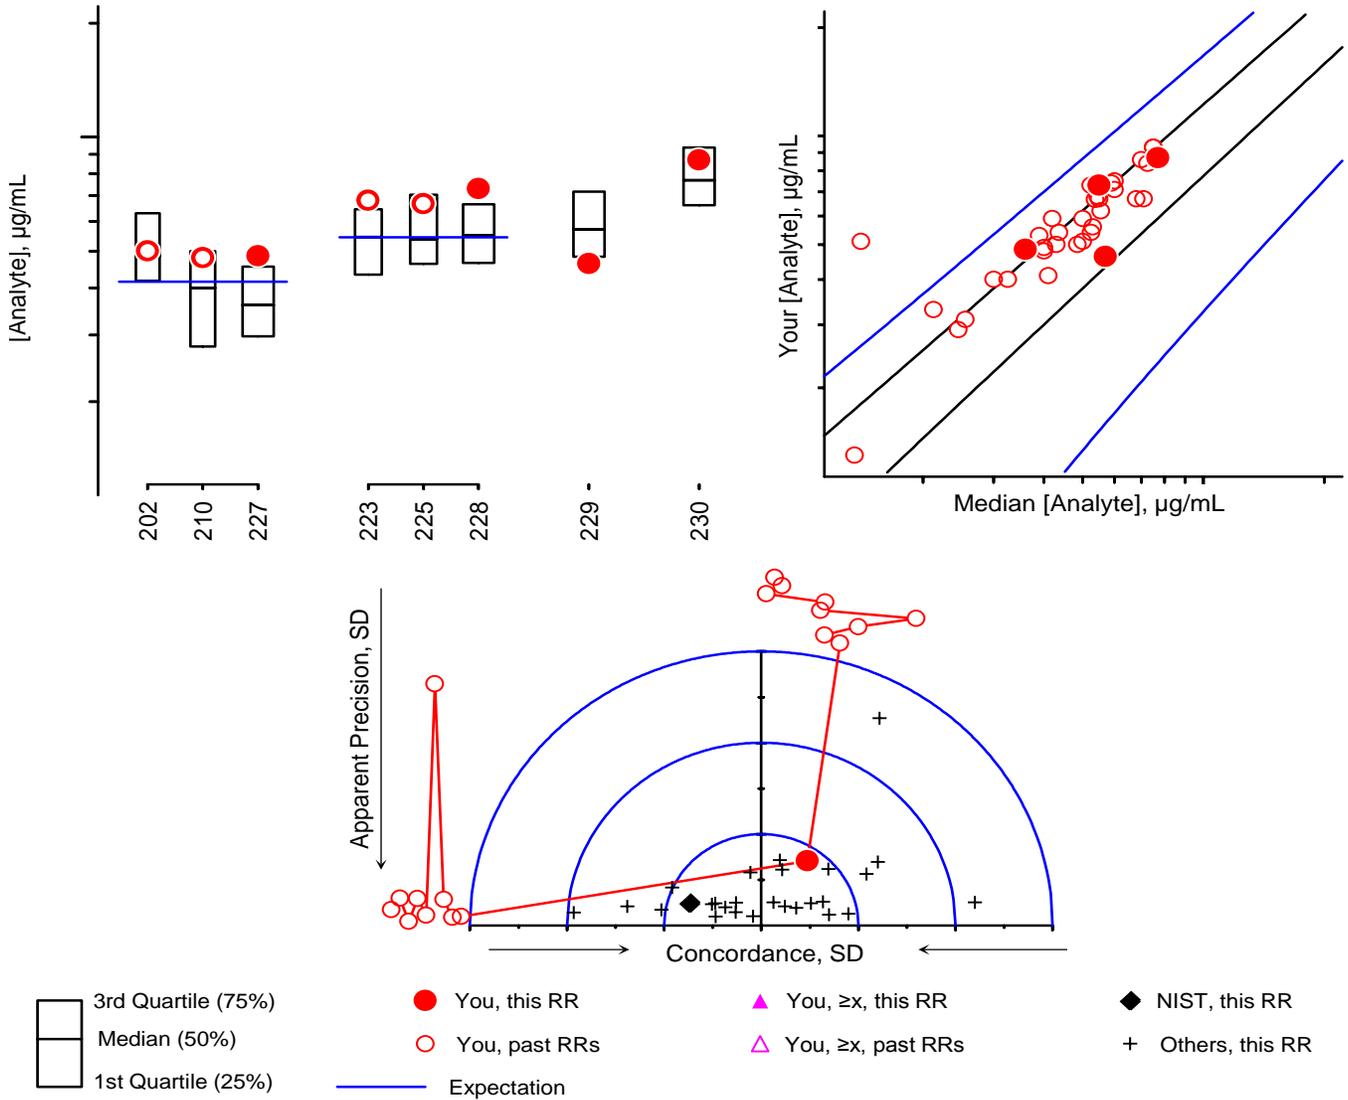 [Analyte], µg/mL
202
210
227
223
225
228
229
230
Your [Analyte], µg/mL
Median [Analyte], µg/mL
Apparent Precision, SD
Concordance, SD
3rd Quartile (75%)
Median (50%)
1st Quartile (25%)
You, this RR
You, past RRs
Expectation
You, ≥x, this RR
You, ≥x, past RRs
NIST, this RR
Others, this RR